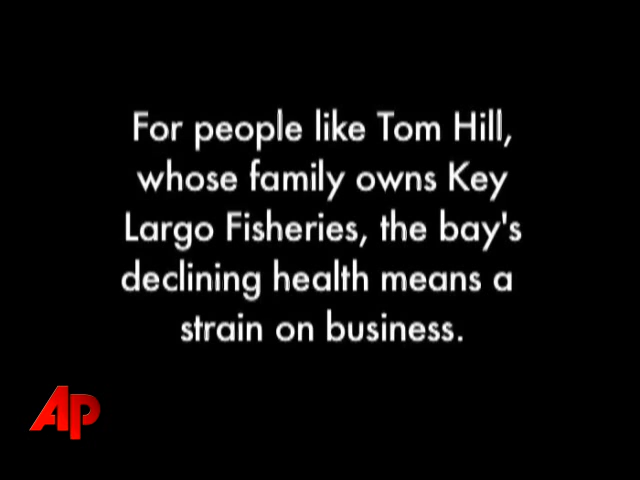 For people like Tom Hill,
whose family owns Key
Largo Fisheries, the bay's
declining health means a
strain on business.
AP